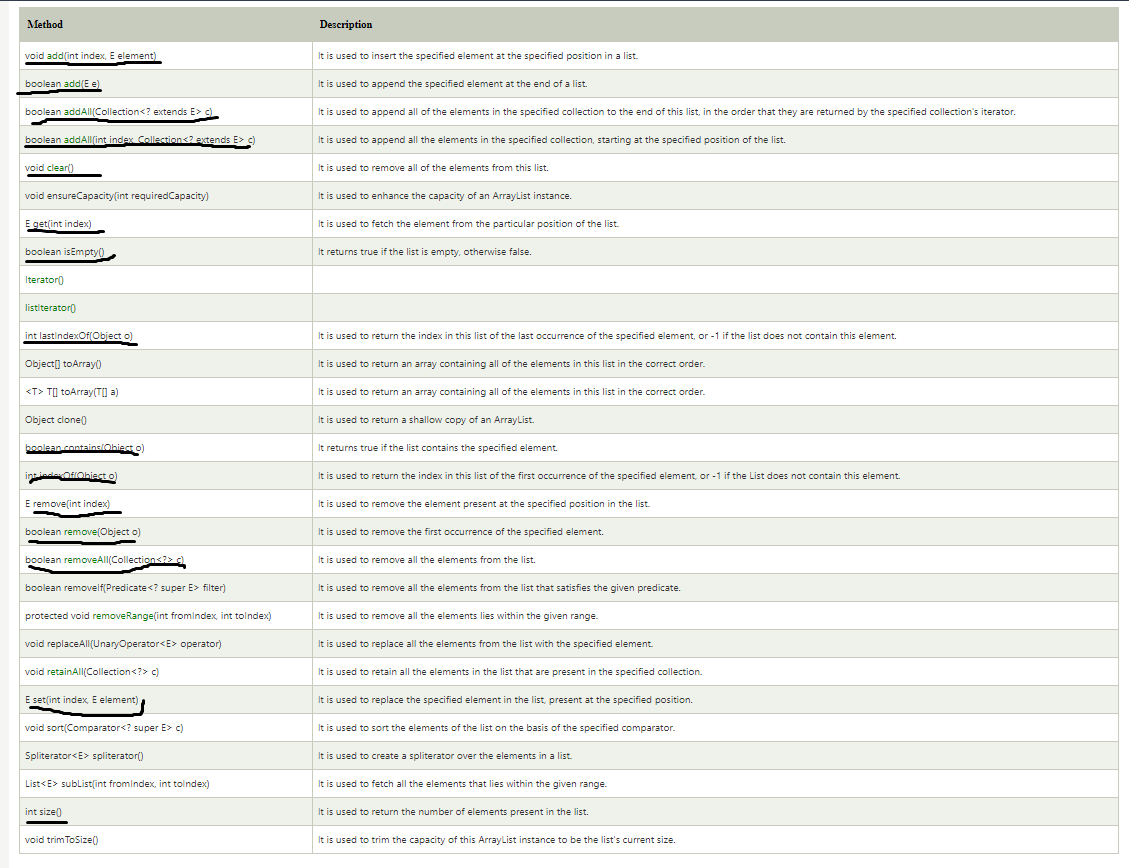 Method Description
void add(int index, E element) It is used to insert the specified element at the specified position in a list.
boolean add(E e) It is used to append the specified element at the end of a list.
boolean addAll(Collection<? extends E> c) It is used to append all of the elements in the specified collection to the end of this list, in the order that they are returned by the specified collection's iterator.
boolean addAll(int index, Collection<? extends E> c) It is used to append all the elements in the specified collection, starting at the specified position of the list.
void clear() It is used to remove all of the elements from this list.
void ensureCapacity(int requiredCapacity) It is used to enhance the capacity of an ArrayList instance.
E get(int index) It is used to fetch the element from the particular position of the list.
boolean isEmpty() It returns true if the list is empty, otherwise false.
Iterator()
listIterator()
int lastIndexOf(Object o) It is used to return the index in this list of the last occurrence of the specified element, or -1 if the list does not contain this element.
Object[] toArray() It is used to return an array containing all of the elements in this list in the correct order.
<T> T[] toArray(T[] a) It is used to return an array containing all of the elements in this list in the correct order.
Object clone() It is used to return a shallow copy of an ArrayList.
boolean contains(Object o) It returns true if the list contains the specified element.
int indexOf(Object o) It is used to return the index in this list of the first occurrence of the specified element, or -1 if the List does not contain this element.
E remove(int index) It is used to remove the element present at the specified position in the list.
boolean remove(Object o) It is used to remove the first occurrence of the specified element.
boolean removeAll(Collection<?> c) It is used to remove all the elements from the list.
boolean removeIf(Predicate<? super E> filter) It is used to remove all the elements from the list that satisfies the given predicate.
protected void removeRange(int fromIndex, int toIndex) It is used to remove all the elements lies within the given range.
void replaceAll(UnaryOperator<E> operator) It is used to replace all the elements from the list with the specified element.
void retainAll(Collection<?> c) It is used to retain all the elements in the list that are present in the specified collection.
E set(int index, E element) It is used to replace the specified element in the list, present at the specified position.
void sort(Comparator<? super E> c) It is used to sort the elements of the list on the basis of the specified comparator.
Spliterator<E> spliterator() It is used to create a spliterator over the elements in a list.
List<E> subList(int fromIndex, int toIndex) It is used to fetch all the elements that lies within the given range.
int size() It is used to return the number of elements present in the list.
void trimToSize() It is used to trim the capacity of this ArrayList instance to be the list's current size.